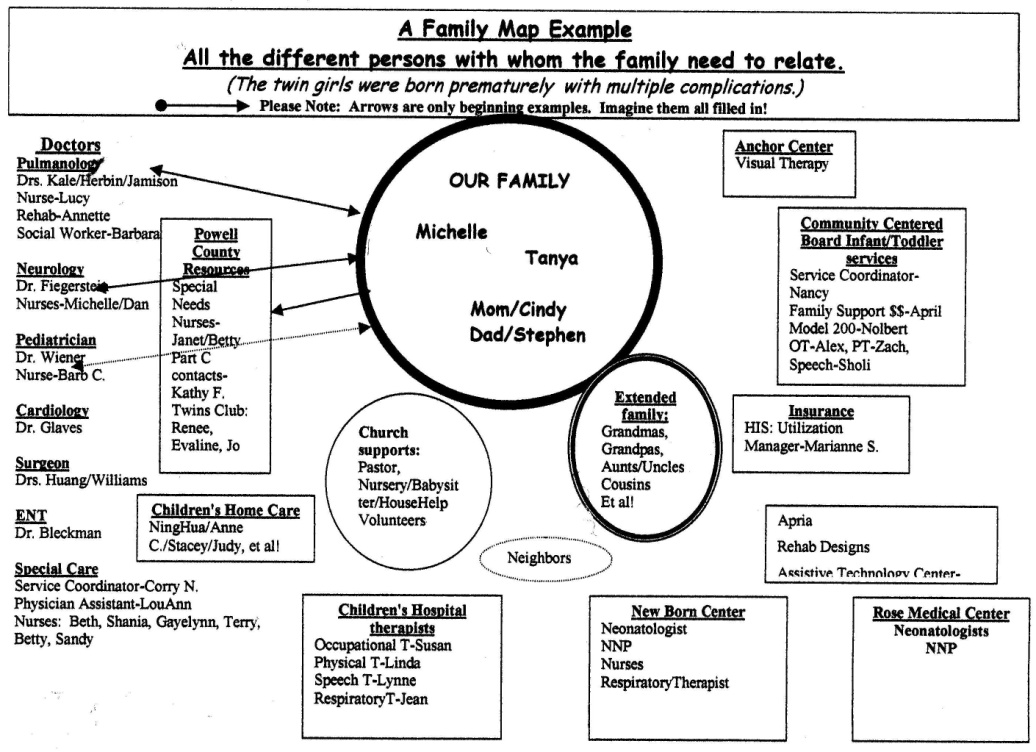 A Family Map Example
All the different persons with whom the family need to relate.
(The twin girls were born prematurely with multiple complications.)
Please Note: Arrows are only beginning examples. Imagine them all filled in!
Doctors
Pulmanology
Drs. Kale/Herbin/Jamison
Nurse-Lucy
Rehab-Annette
Social Worker-Barbara
Neurology
Dr. Fiegerstein
Nurses-Michelle/Dan
Pediatrician
Dr. Wiener
Nurse-Barb C.
Cardiology
Dr. Glaves
Surgeon
Drs. Huang/Williams
ENT
Dr. Bleckman
Special Care
Service Coordinator-Corry N.
Physician Assistant-LouAnn
Nurses: Beth, Shania, Gayelynn, Terry,
Betty, Sandy
Powell
County
Resources
Special
Needs
Nurses-
Janet/Betty
Part C
contacts-
Kathy F.
Twins Club:
Renee,
Evaline, Jo
OUR FAMILY
Michelle
Tanya
Mom/Cindy
Dad/Stephen
Anchor Center
Visual Therapy
Community Centered
Board Infant/Toddler
services
Service Coordinator-
Nancy
Family Support $$-April
Model 200-Nolbert
OT-Alex, PT-Zach,
Speech-Sholi
Extended
family:
Grandmas,
Grandpas,
Aunts/Uncles
Cousins
Et al!
Insurance
HIS: Utilization
Manager-Marianne S.
Church
supports:
Pastor,
Nursery/Babysit
ter/HouseHelp
Volunteers
Children's Home Care
NingHua/Anne
C./Stacey/Judy, et al!
Neighbors
Apria
Rehab Designs
Assistive Technology Center-
Children's Hospital
therapists
Occupational T-Susan
Physical T-Linda
Speech T-Lynne
RespiratoryT-Jean
New Born Center
Neonatologist
NNP
Nurses
RespiratoryTherapist
Rose Medical Center
Neonatologists
NNP